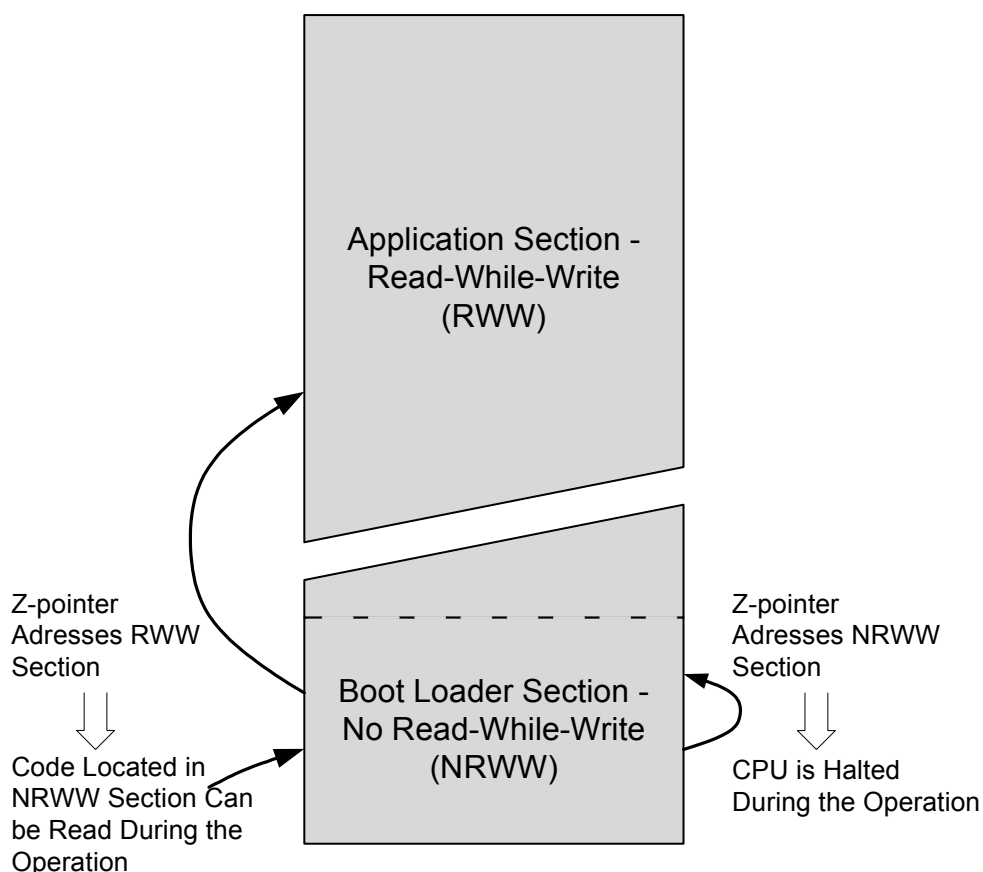 Application Section -
Read-While-Write
(RWW)
Z-pointer
Adresses RWW
Section
Code Located in
NRWW Section Can
be Read During the
Operation
Boot Loader Section -
No Read-While-Write
(NRWW)
Z-pointer
Adresses NRWW
Section
CPU is Halted
During the Operation